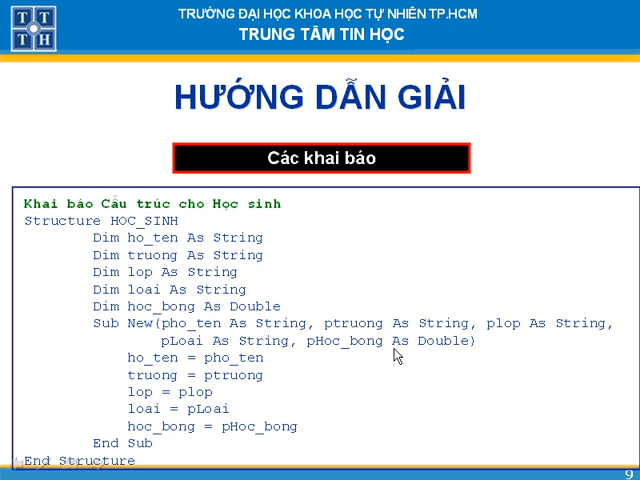 TRƯỜNG ĐẠI HỌC KHOA HỌC TỰ NHIÊN TP.HCM
TRUNG TÂM TIN HỌC
T T
T H
HƯỚNG DẪN GIẢI
Các khai báo
Khai báo Cấu trúc cho Học sinh
Structure HOC_SINH
Dim ho_ten As String
Dim truong As String
Dim lop As String
Dim loai As String
Dim hoc_bong As Double
Sub New(pho_ten As String, ptruong As String, plop As String,
pLoai As String, pHoc_bong As Double)
ho_ten = pho_ten
truong = ptruong
lop = plop
loai = pLoai
hoc_bong = pHoc_bong
End Sub
End Structure
9